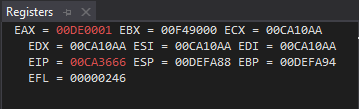 Registers
EAX = 00DE0001 EBX = 00F49000 ECX = 00CA10AA
EDX = 00CA10AA ESI = 00CA10AA EDI = 00CA10AA
EIP = 00CA3666 ESP = 00DEFA88 EBP = 00DEFA94
EFL = 00000246